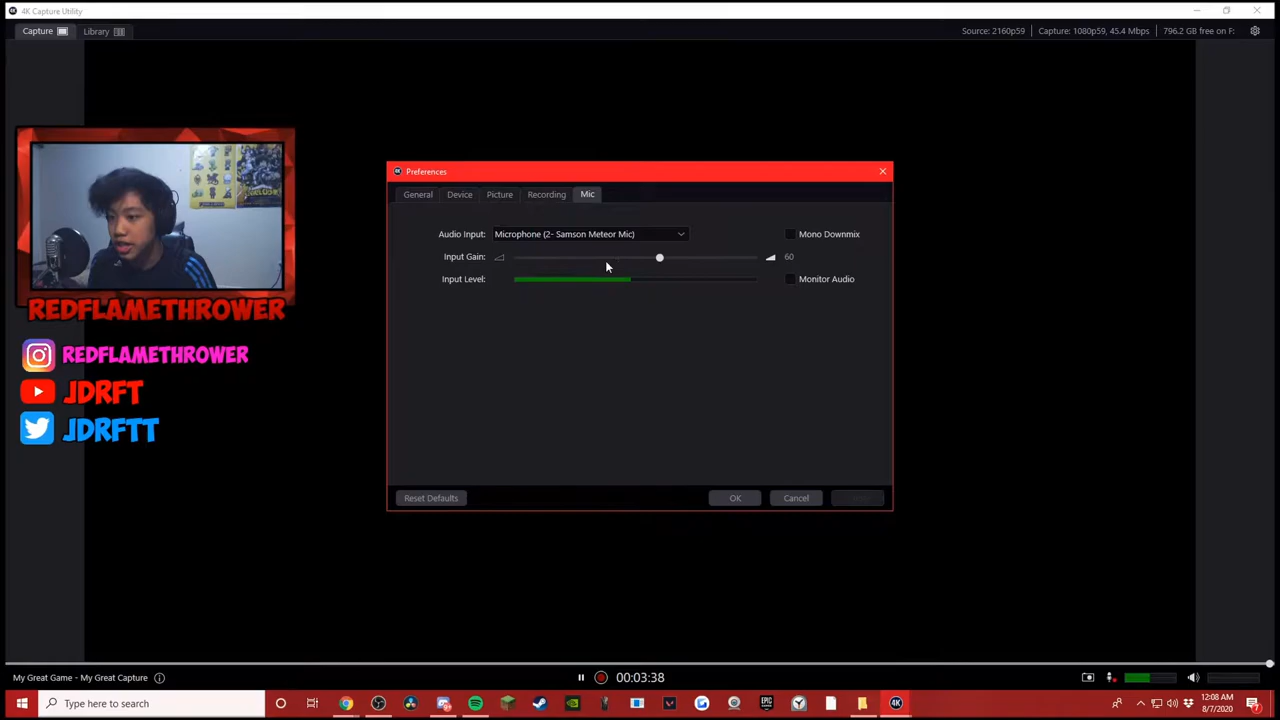 4K Capture Utility
Capture Library Source: 2160p59 Capture: 1080p59, 45.4 Mbps 796.2 GB free on F:
Preferences
General Device Picture Recording Mic
Audio Input: Microphone (2- Samson Meteor Mic) Mono Downmix
Input Gain: 60
Input Level: Monitor Audio
Reset Defaults OK Cancel
REDFLAMETHROWER
REDFLAMETHROWER
JDRFT
JDRFTT
My Great Game - My Great Capture 00:03:38
Type here to search
4K
EPIC
12:08 AM
8/7/2020